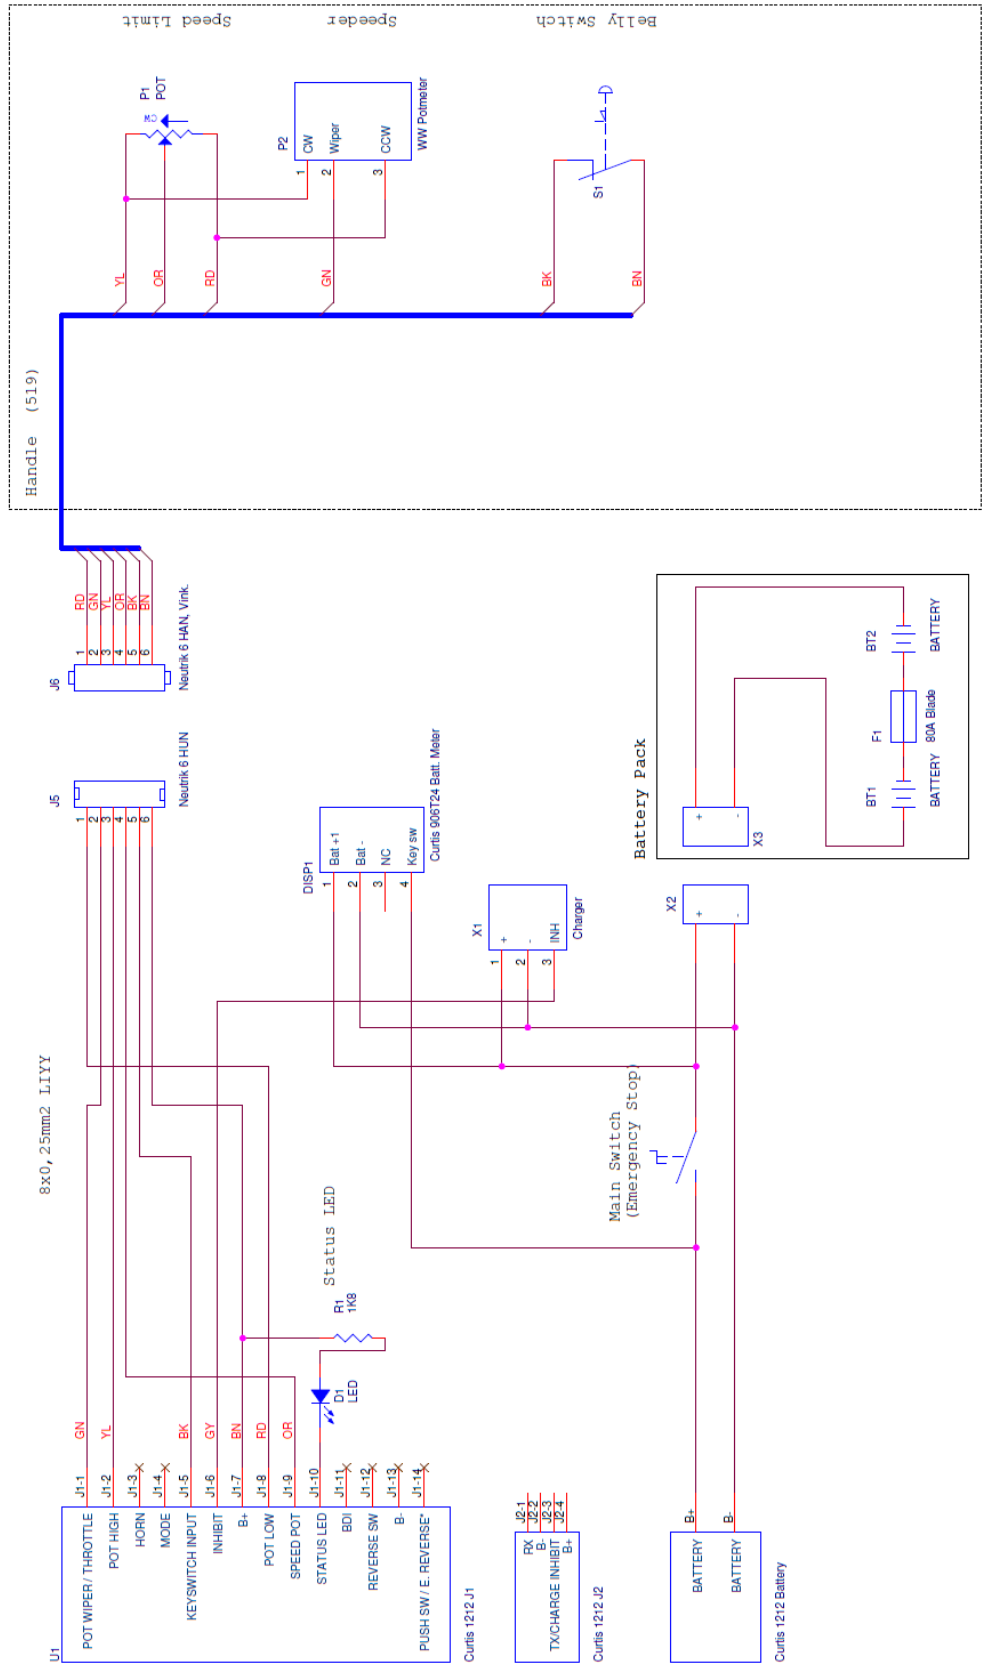 Speed Limit
Speeder
Belly Switch
P1
POT
CW
P2
CW
Wiper
CCW
WW Potmeter
1
2
3
S1
YL
OR
RD
GN
BK
BN
Handle (519)
RD
GN
YL
OR
BK
BN
1
2
3
4
5
6
J6
Neutrik 6 HAN, Vink.
J5
Neutrik 6 HUN
1
2
3
4
5
6
8x0,25mm2 LIYY
DISP1
Bat +1
Bat -
NC
Key sw
1
2
3
4
Curtis 906T24 Batt. Meter
X1
+
-
INH
1
2
3
Charger
Battery Pack
BT2
BATTERY
F1
80A Blade
BT1
BATTERY
+
-
X3
X2
+
-
Main Switch
(Emergency Stop)
Status LED
R1
1K8
D1
LED
GN
YL
BK
GY
BN
RD
OR
J1-1
J1-2
J1-3
J1-4
J1-5
J1-6
J1-7
J1-8
J1-9
J1-10
J1-11
J1-12
J1-13
J1-14
POT WIPER / THROTTLE
POT HIGH
HORN
MODE
KEYSWITCH INPUT
INHIBIT
B+
POT LOW
SPEED POT
STATUS LED
BDI
REVERSE SW
B-
PUSH SW / E. REVERSE*
U1
Curtis 1212 J1
J2-1
J2-2
J2-3
J2-4
RX
B-
TX/CHARGE INHIBIT
B+
Curtis 1212 J2
B+
B-
BATTERY
BATTERY
Curtis 1212 Battery